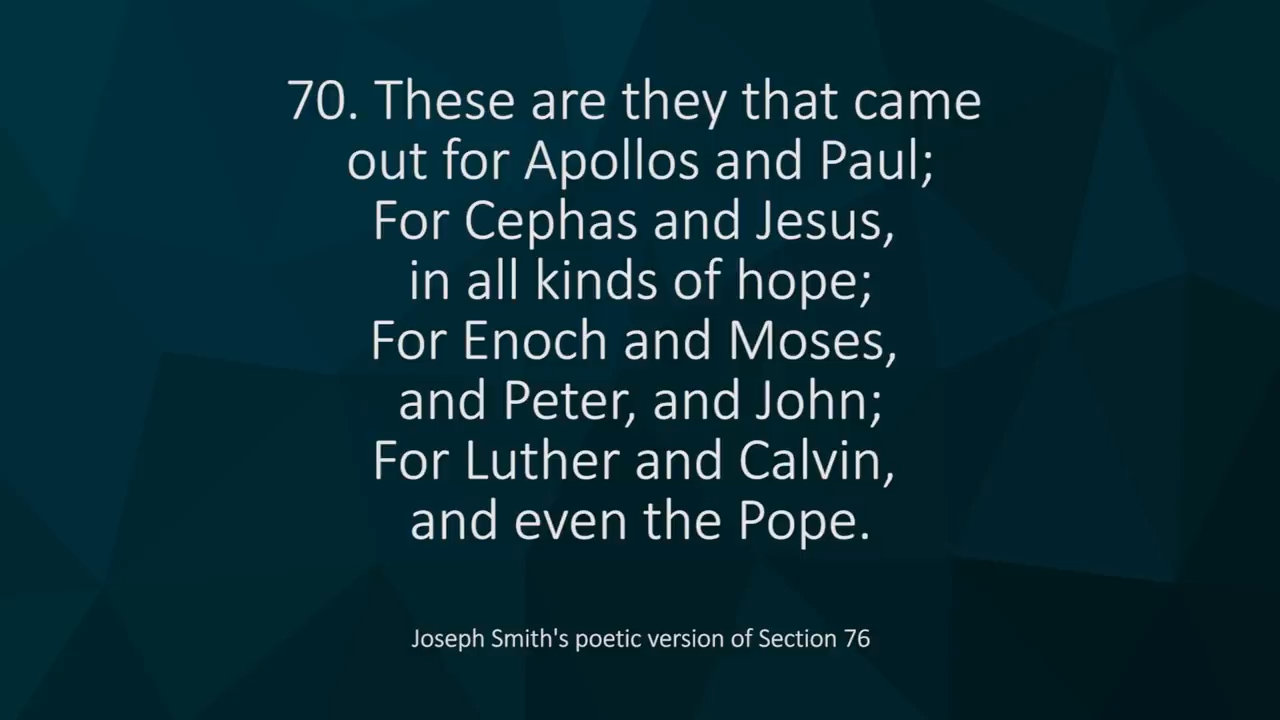 70. These are they that came
out for Apollos and Paul;
For Cephas and Jesus,
in all kinds of hope;
For Enoch and Moses,
and Peter, and John;
For Luther and Calvin,
and even the Pope.
Joseph Smith's poetic version of Section 76